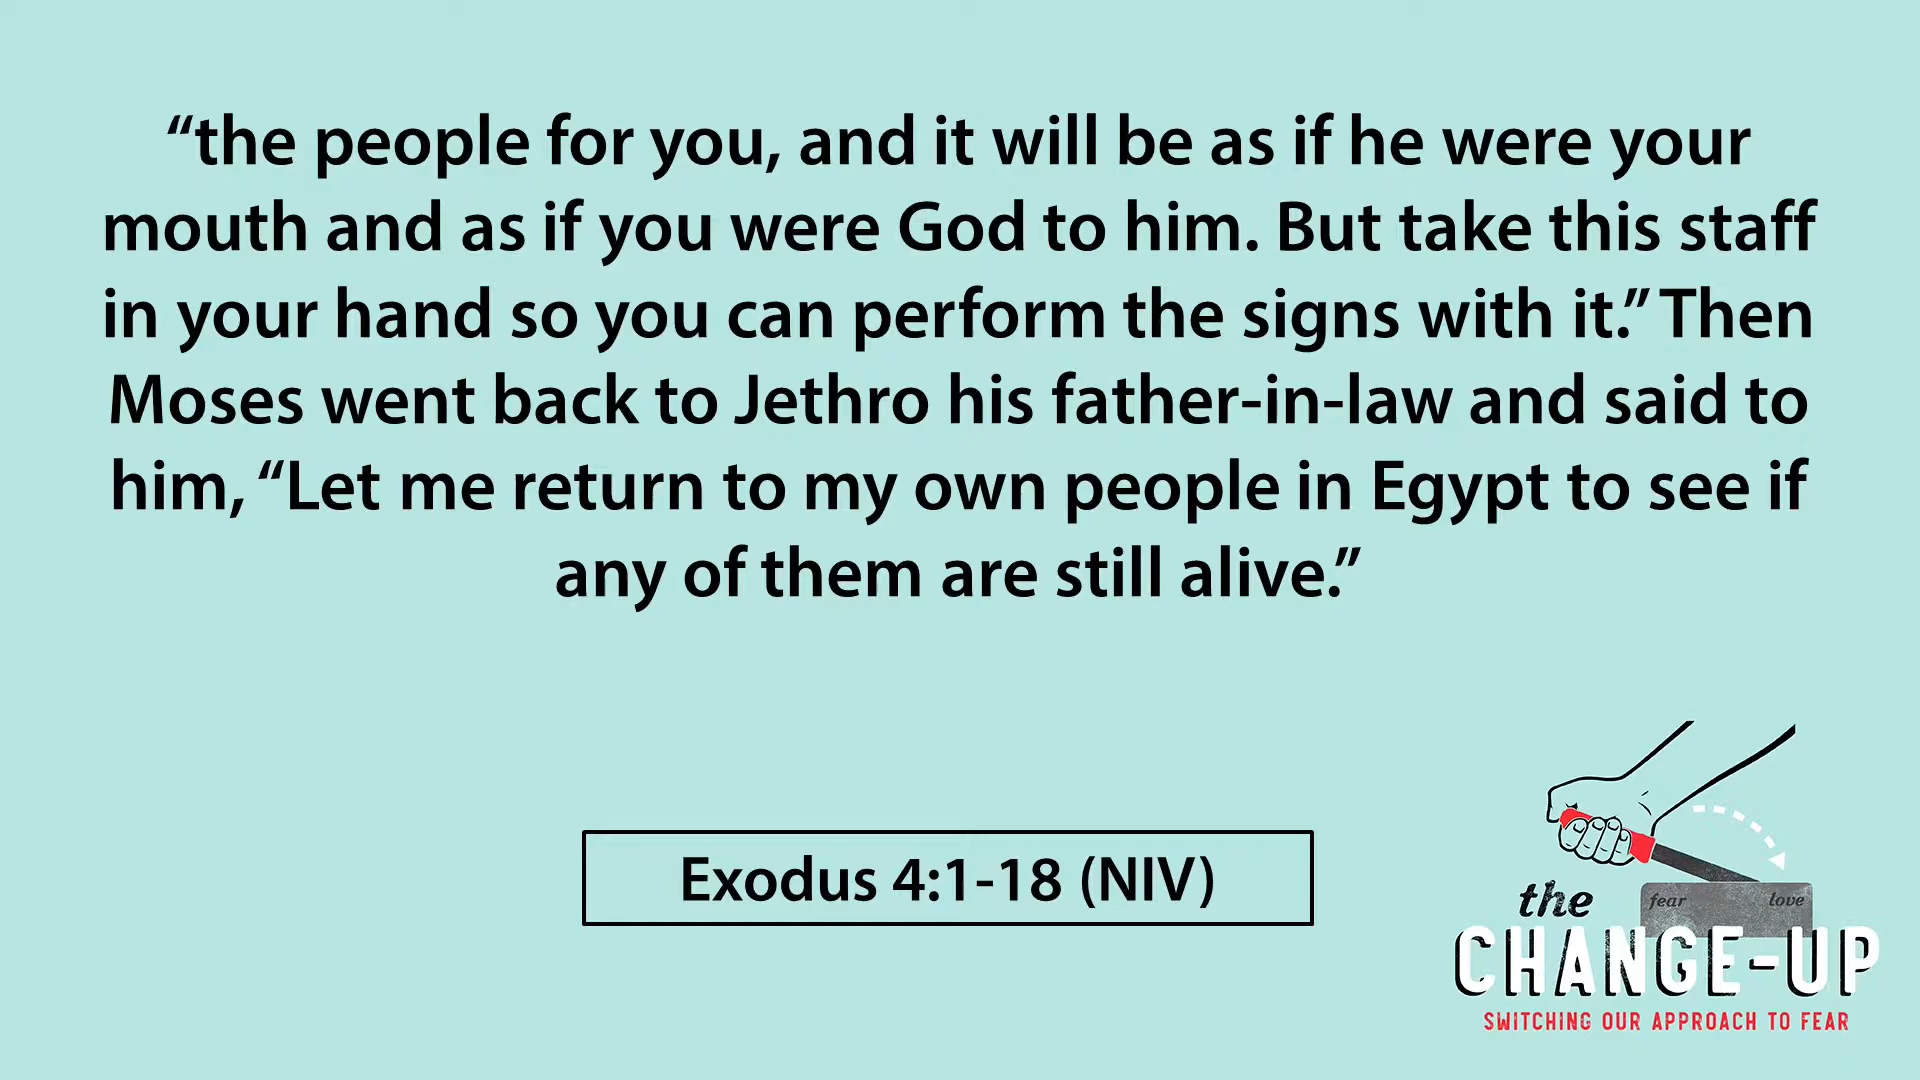 “the people for you, and it will be as if he were your
mouth and as if you were God to him. But take this staff
in your hand so you can perform the signs with it.” Then
Moses went back to Jethro his father-in-law and said to
him, “Let me return to my own people in Egypt to see if
any of them are still alive.”
Exodus 4:1-18 (NIV)
fear love
the
CHANGE-UP
SWITCHING OUR APPROACH TO FEAR